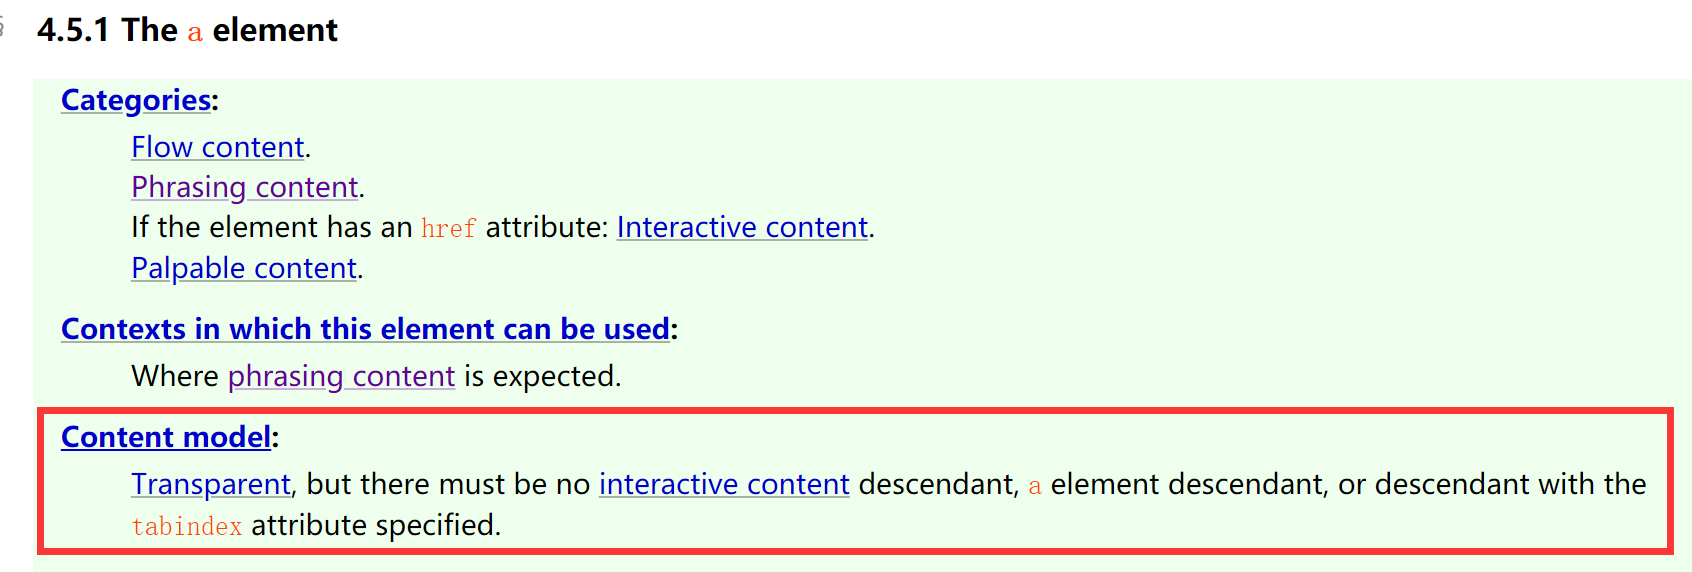 §
4.5.1 The a element
Categories:
Flow content.
Phrasing content.
If the element has an href attribute: Interactive content.
Palpable content.
Contexts in which this element can be used:
Where phrasing content is expected.
Content model:
Transparent, but there must be no interactive content descendant, a element descendant, or descendant with the
tabindex attribute specified.